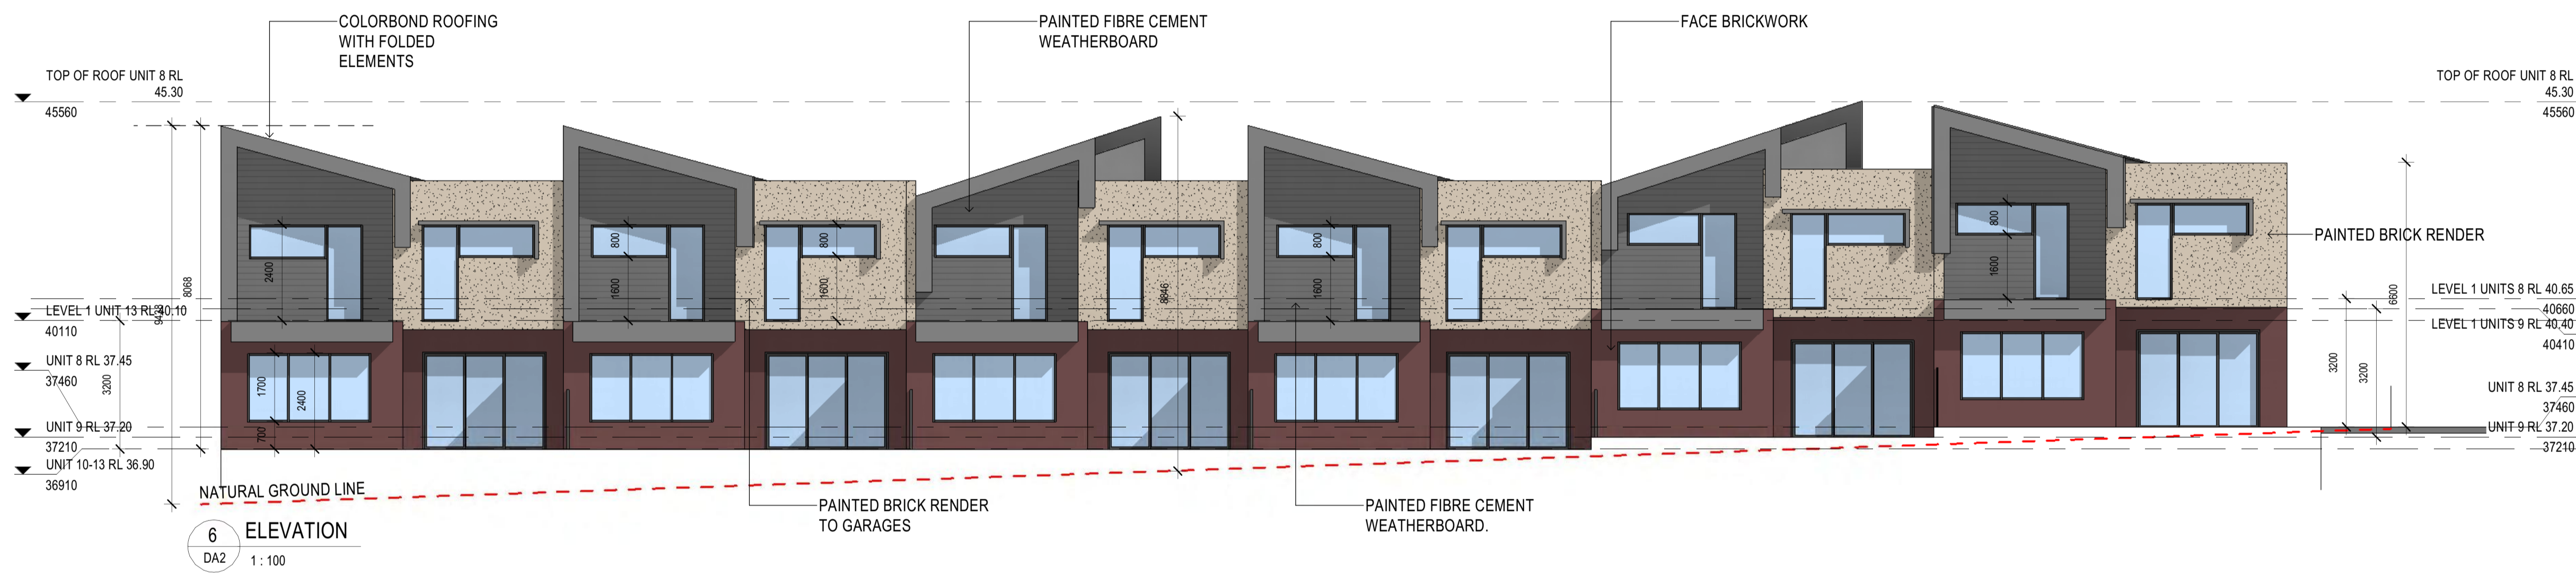 COLORBOND ROOFING
WITH FOLDED
ELEMENTS
PAINTED FIBRE CEMENT
WEATHERBOARD
FACE BRICKWORK
TOP OF ROOF UNIT 8 RL
45.30
45560
TOP OF ROOF UNIT 8 RL
45.30
45560
PAINTED BRICK RENDER
2400
800
1600
800
1600
800
1600
800
1600
8068
9428
8846
6600
LEVEL 1 UNIT 13 RL 40.10
40110
UNIT 8 RL 37.45
37460
3200
1700
2400
700
UNIT 9 RL 37.20
37210
UNIT 10-13 RL 36.90
36910
LEVEL 1 UNITS 8 RL 40.65
40660
LEVEL 1 UNITS 9 RL 40.40
40410
3200
3200
UNIT 8 RL 37.45
37460
UNIT 9 RL 37.20
37210
NATURAL GROUND LINE
PAINTED BRICK RENDER
TO GARAGES
PAINTED FIBRE CEMENT
WEATHERBOARD.
6
DA2
ELEVATION
1 : 100